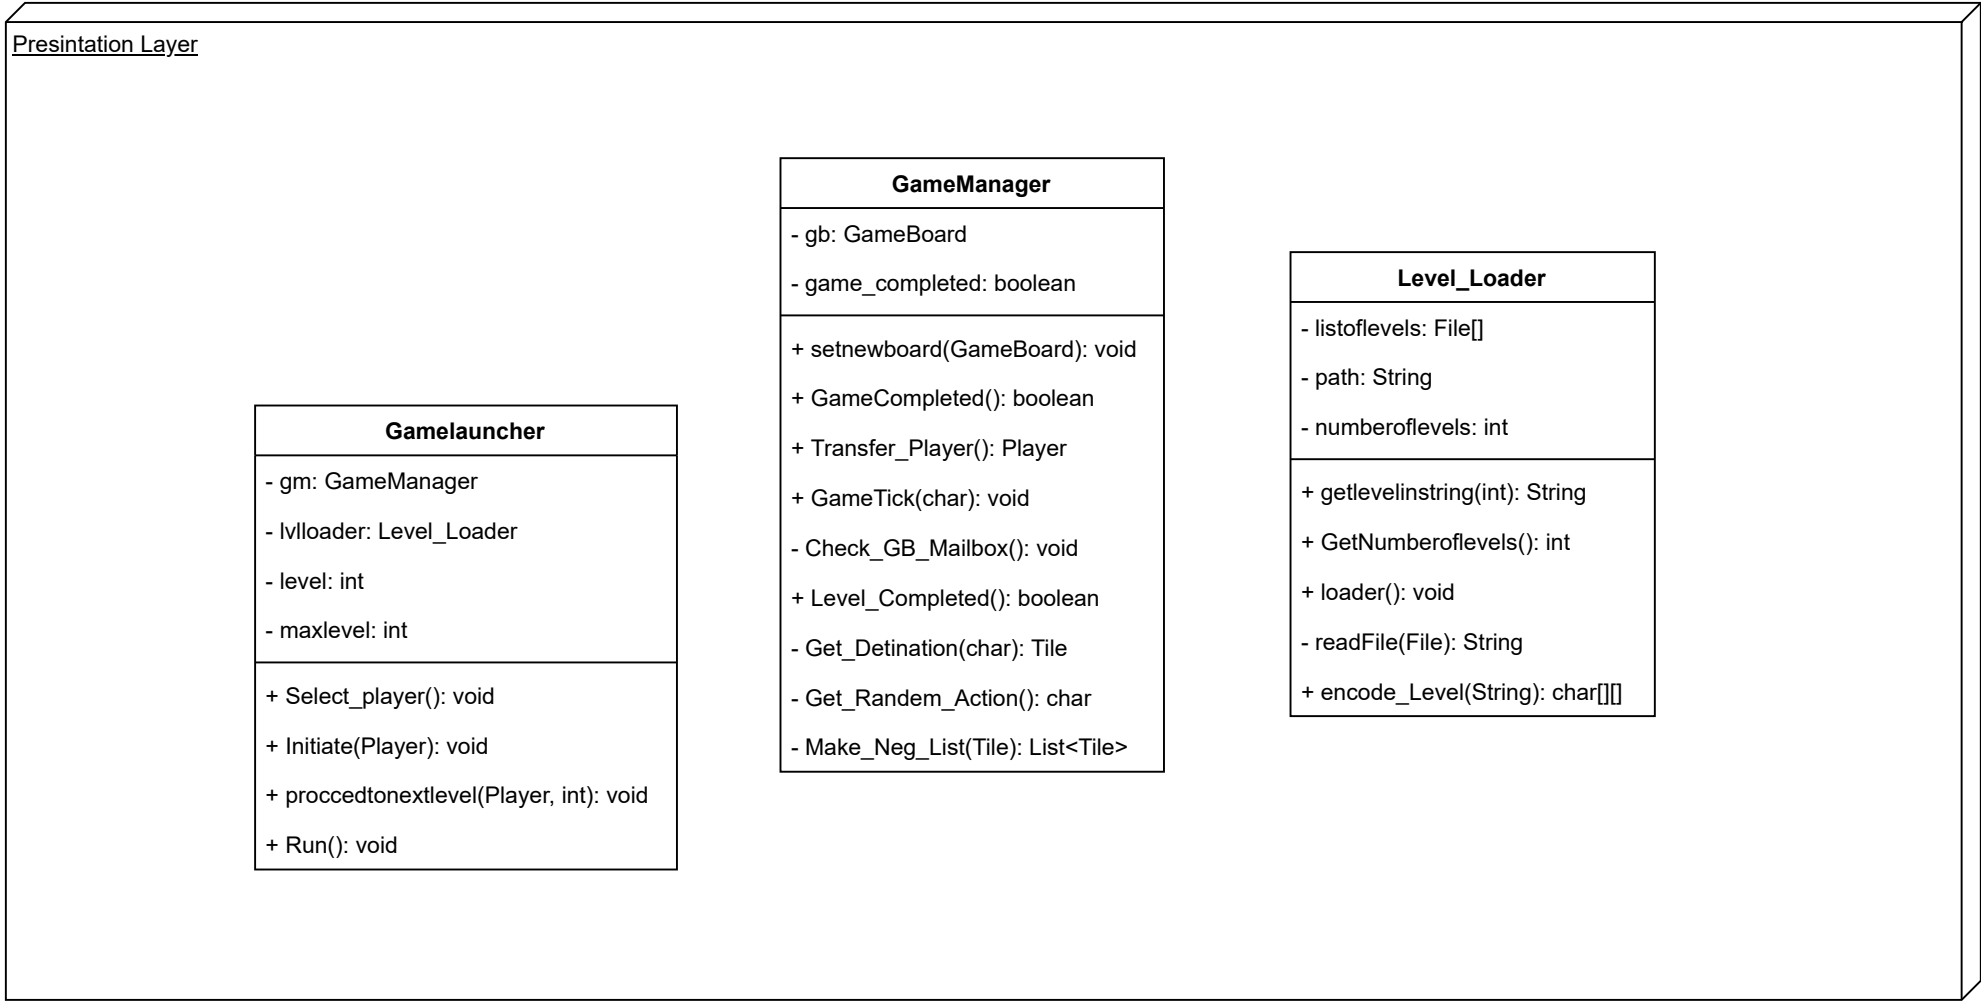 Presintation Layer
Gamelauncher
- gm: GameManager
- lvlloader: Level_Loader
- level: int
- maxlevel: int
+ Select_player(): void
+ Initiate(Player): void
+ proccedtonextlevel(Player, int): void
+ Run(): void
GameManager
- gb: GameBoard
- game_completed: boolean
+ setnewboard(GameBoard): void
+ GameCompleted(): boolean
+ Transfer_Player(): Player
+ GameTick(char): void
- Check_GB_Mailbox(): void
+ Level_Completed(): boolean
- Get_Detination(char): Tile
- Get_Randem_Action(): char
- Make_Neg_List(Tile): List<Tile>
Level_Loader
- listoflevels: File[]
- path: String
- numberoflevels: int
+ getlevelinstring(int): String
+ GetNumberoflevels(): int
+ loader(): void
- readFile(File): String
+ encode_Level(String): char[][]